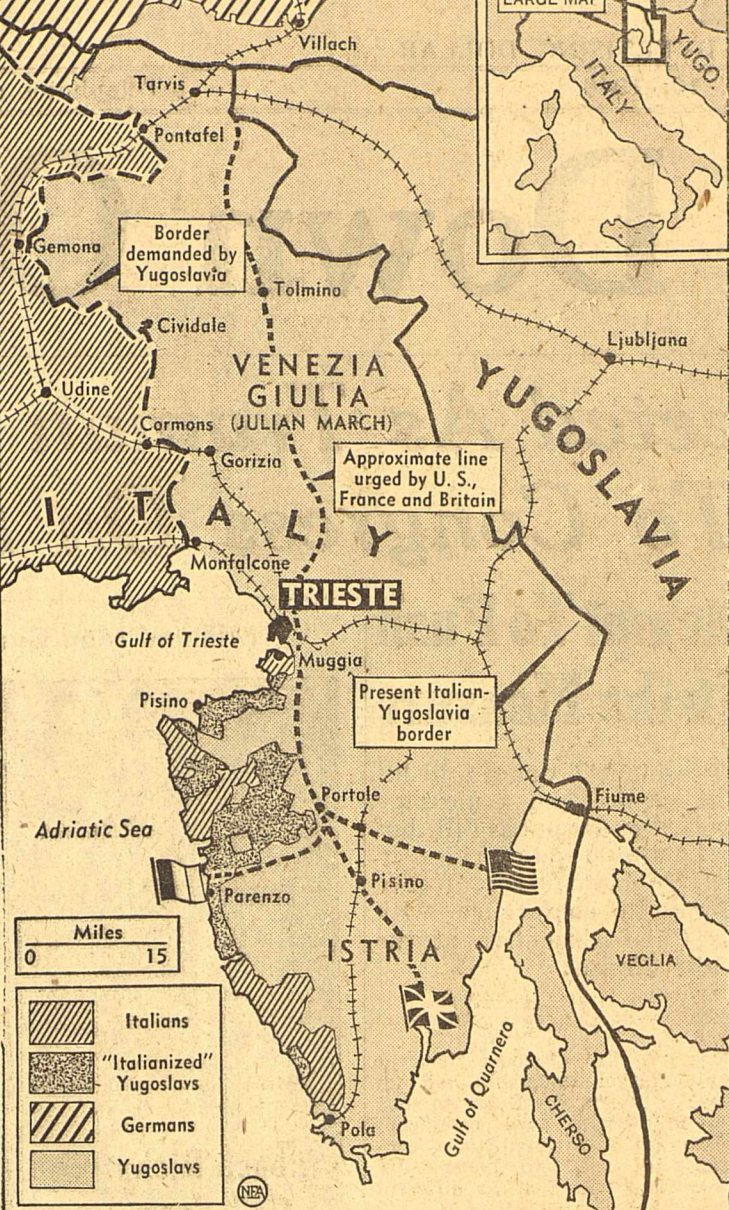 LARGE MAP
ITALY
YUGO.
Villach
Tarvis
Pontafel
Gemona
Border
demanded by
Yugoslavia
Tolmino
Cividale
Ljubljana
VENEZIA
GIULIA
(JULIAN MARCH)
Udine
Cormons
Gorizia
YUGOSLAVIA
Approximate line
urged by U. S.,
France and Britain
ITALY
Monfalcone
TRIESTE
Gulf of Trieste
Muggia
Pisino
Present Italian-
Yugoslavia
border
Portole
Fiume
Adriatic Sea
Pisino
Parenzo
Miles
0 15
ISTRIA
VEGLIA
Italians
"Italianized"
Yugoslavs
Germans
Yugoslavs
Gulf of Quarnero
CHERSO
Pola
NEA